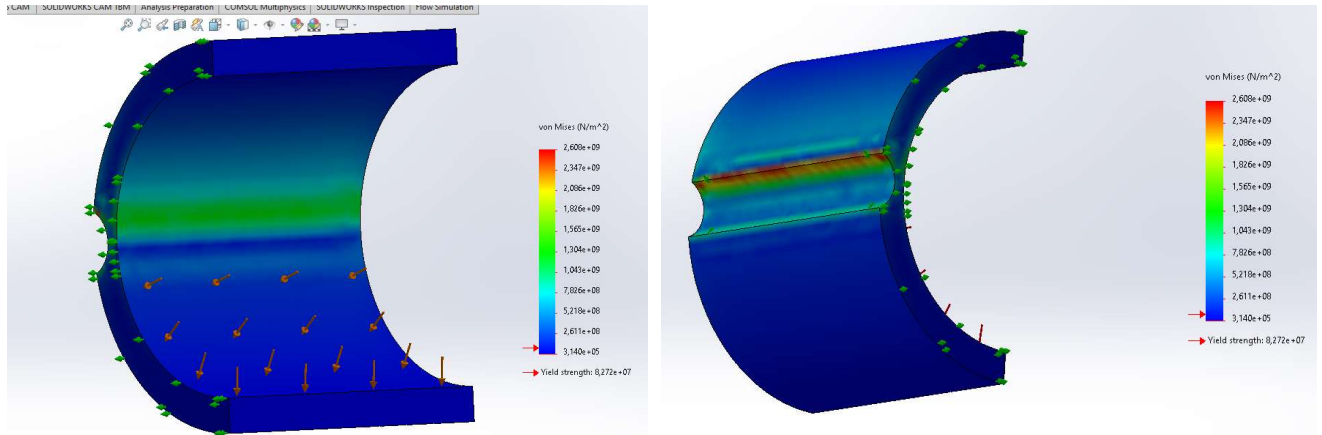 CAM
SOLIDWORKS CAM TBM
Analysis Preparation
COMSOL Multiphysics
SOLIDWORKS Inspection
Flow Simulation
von Mises (N/m^2)
2,608e+09
2,347e+09
2,086e+09
1,826e+09
1,565e+09
1,304e+09
1,043e+09
7,826e+08
5,218e+08
2,611e+08
3,140e+05
Yield strength: 8,272e+07
von Mises (N/m^2)
2,608e+09
2,347e+09
2,086e+09
1,826e+09
1,565e+09
1,304e+09
1,043e+09
7,826e+08
5,218e+08
2,611e+08
3,140e+05
Yield strength: 8,272e+07